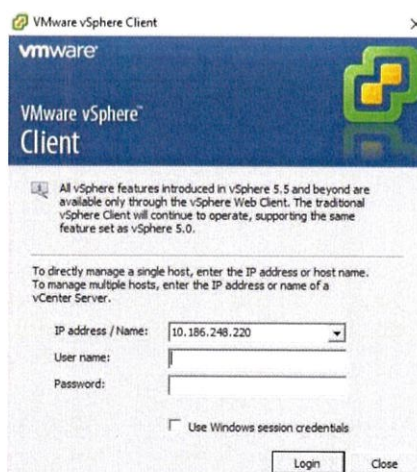 VMware vSphere Client
vmware®
VMware vSphere™
Client
All vSphere features introduced in vSphere 5.5 and beyond are
available only through the vSphere Web Client. The traditional
vSphere Client will continue to operate, supporting the same
feature set as vSphere 5.0.
To directly manage a single host, enter the IP address or host name.
To manage multiple hosts, enter the IP address or name of a
vCenter Server.
IP address / Name: 10.186.248.220
User name:
Password:
Use Windows session credentials
Login Close